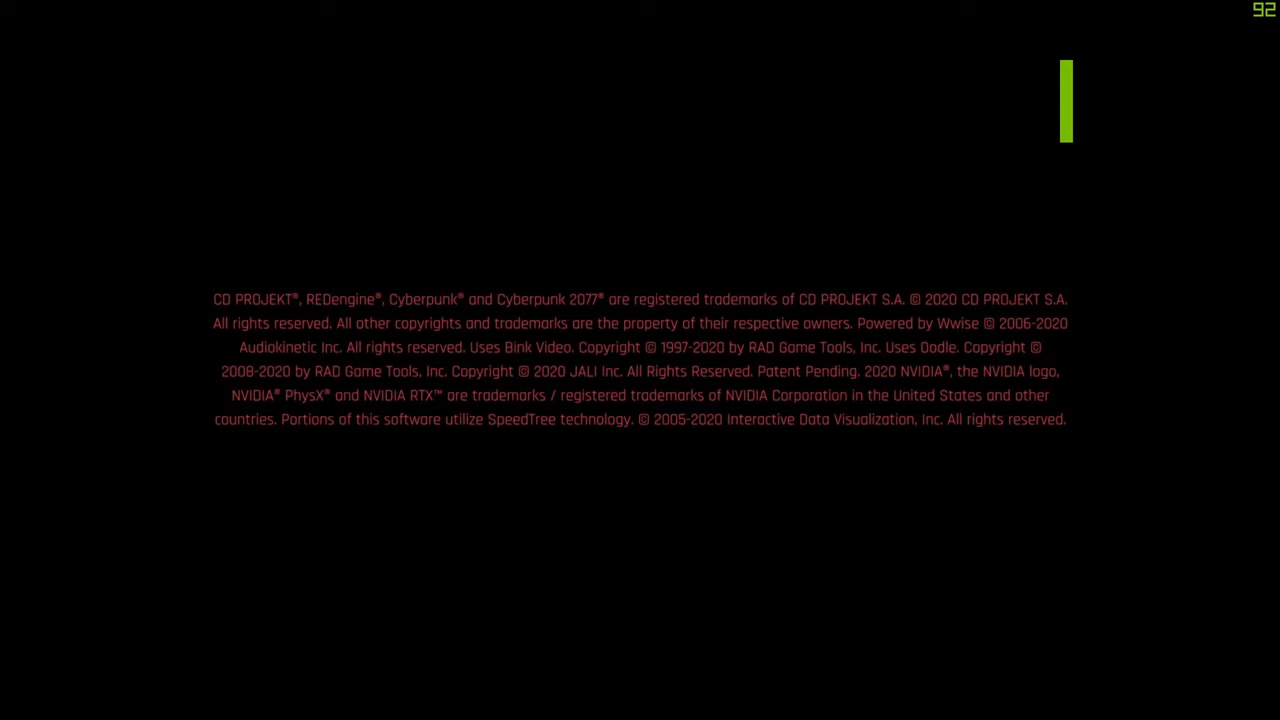 92
CD PROJEKT®, REDengine®, Cyberpunk® and Cyberpunk 2077® are registered trademarks of CD PROJEKT S.A. © 2020 CD PROJEKT S.A.
All rights reserved. All other copyrights and trademarks are the property of their respective owners. Powered by Wwise © 2006-2020
Audiokinetic Inc. All rights reserved. Uses Bink Video. Copyright © 1997-2020 by RAD Game Tools, Inc. Uses Oodle. Copyright ©
2008-2020 by RAD Game Tools, Inc. Copyright © 2020 JALI Inc. All Rights Reserved. Patent Pending. 2020 NVIDIA®, the NVIDIA logo,
NVIDIA® PhysX® and NVIDIA RTX™ are trademarks / registered trademarks of NVIDIA Corporation in the United States and other
countries. Portions of this software utilize SpeedTree technology. © 2005-2020 Interactive Data Visualization, Inc. All rights reserved.